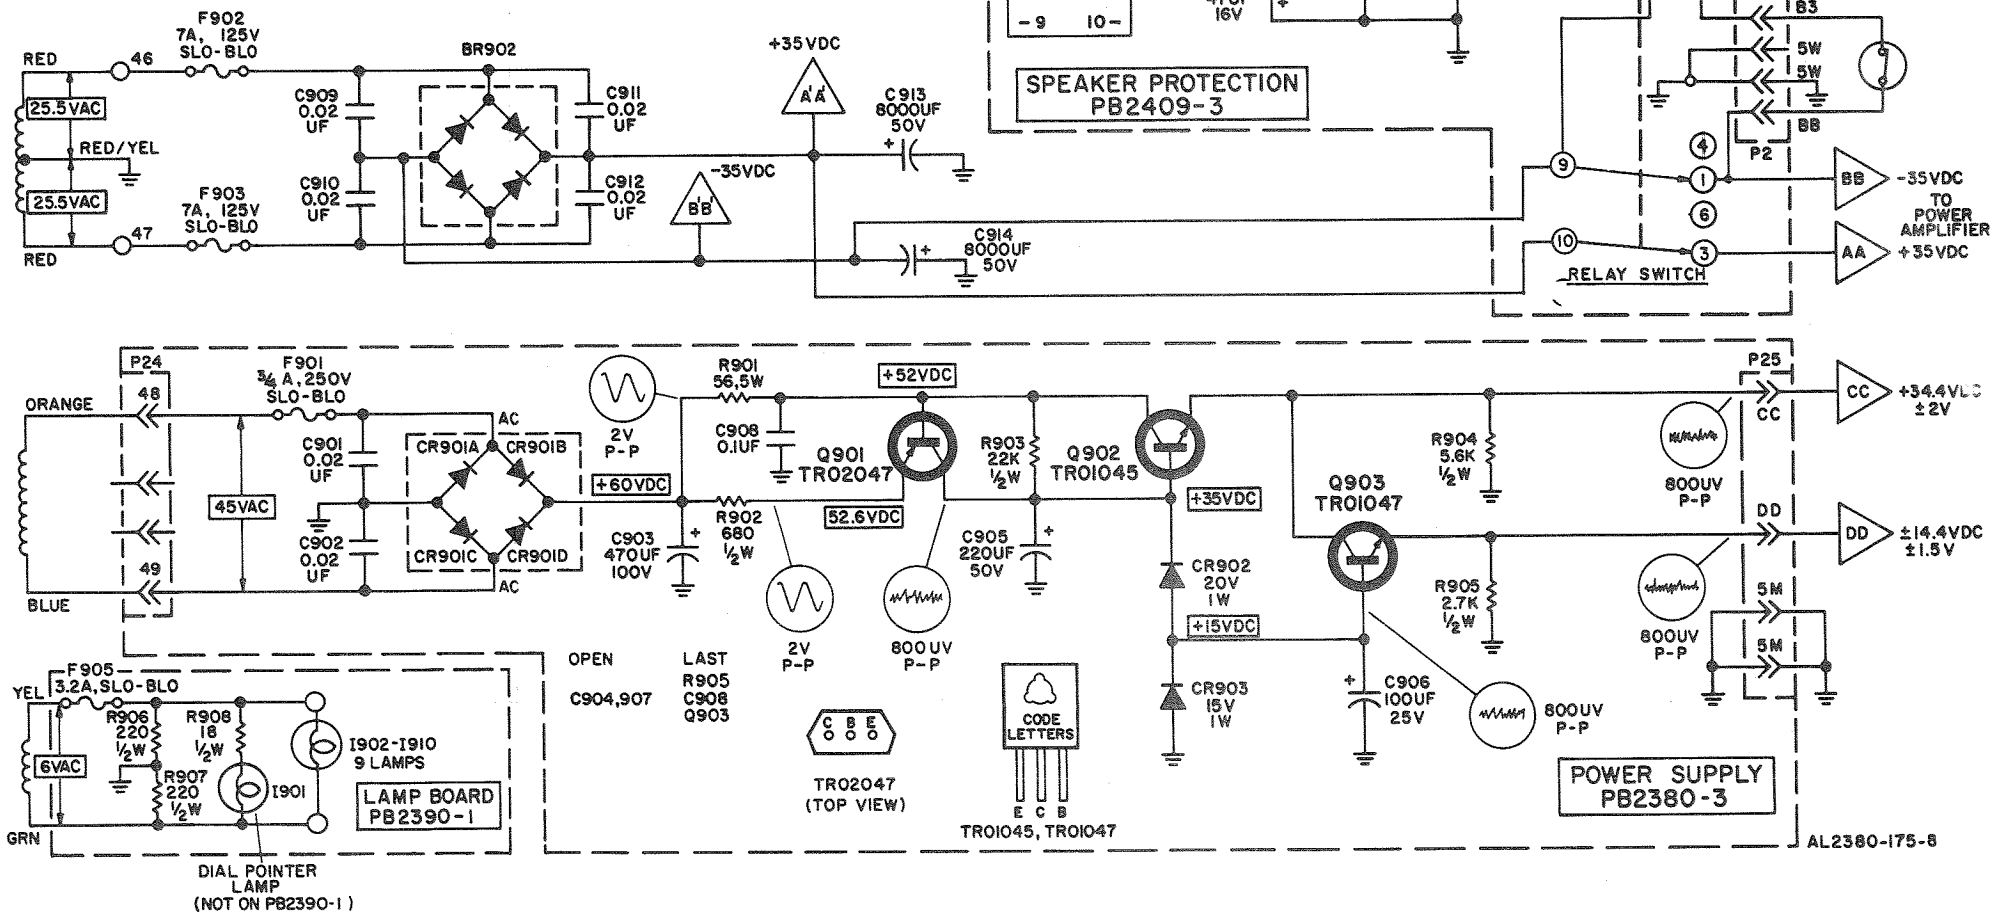 F902
7A, 125V
SLO-BLO
RED
46
25.5VAC
RED/YEL
25.5VAC
F903
7A, 125V
SLO-BLO
47
RED
C909
0.02
UF
C910
0.02
UF
BR902
C911
0.02
UF
C912
0.02
UF
+35VDC
A'A'
C913
8000UF
50V
+
-35VDC
B'B'
C914
8000UF
50V
+
-9 10-
16V
+
SPEAKER PROTECTION
PB2409-3
9
10
4
1
6
3
RELAY SWITCH
B3
5W
5W
BB
P2
BB
-35VDC
TO
POWER
AMPLIFIER
AA
+35VDC
P24
F901
3/4 A, 250V
SLO-BLO
ORANGE
48
45VAC
49
BLUE
C901
0.02
UF
C902
0.02
UF
AC
CR901A
CR901B
CR901C
CR901D
AC
2V
P-P
+60VDC
R901
56,5W
C908
0.1UF
R902
680
1/2W
C903
470UF
100V
+
+52VDC
Q901
TR02047
52.6VDC
2V
P-P
800UV
P-P
R903
22K
1/2W
C905
220UF
50V
+
Q902
TR01045
+35VDC
CR902
20V
1W
+15VDC
CR903
15V
1W
Q903
TR01047
C906
100UF
25V
+
800UV
P-P
R904
5.6K
1/2W
R905
2.7K
1/2W
800UV
P-P
800UV
P-P
P25
CC
DD
5M
5M
CC
+34.4VDC
±2V
DD
±14.4VDC
±1.5V
OPEN LAST
R905
C904,907 C908
Q903
C B E
TR02047
(TOP VIEW)
CODE
LETTERS
E C B
TR01045, TR01047
POWER SUPPLY
PB2380-3
AL2380-175-8
F905
3.2A, SLO-BLO
YEL
R906
220
1/2W
R908
18
1/2W
6VAC
R907
220
1/2W
I901
I902-I910
9 LAMPS
LAMP BOARD
PB2390-1
GRN
DIAL POINTER
LAMP
(NOT ON PB2390-1)